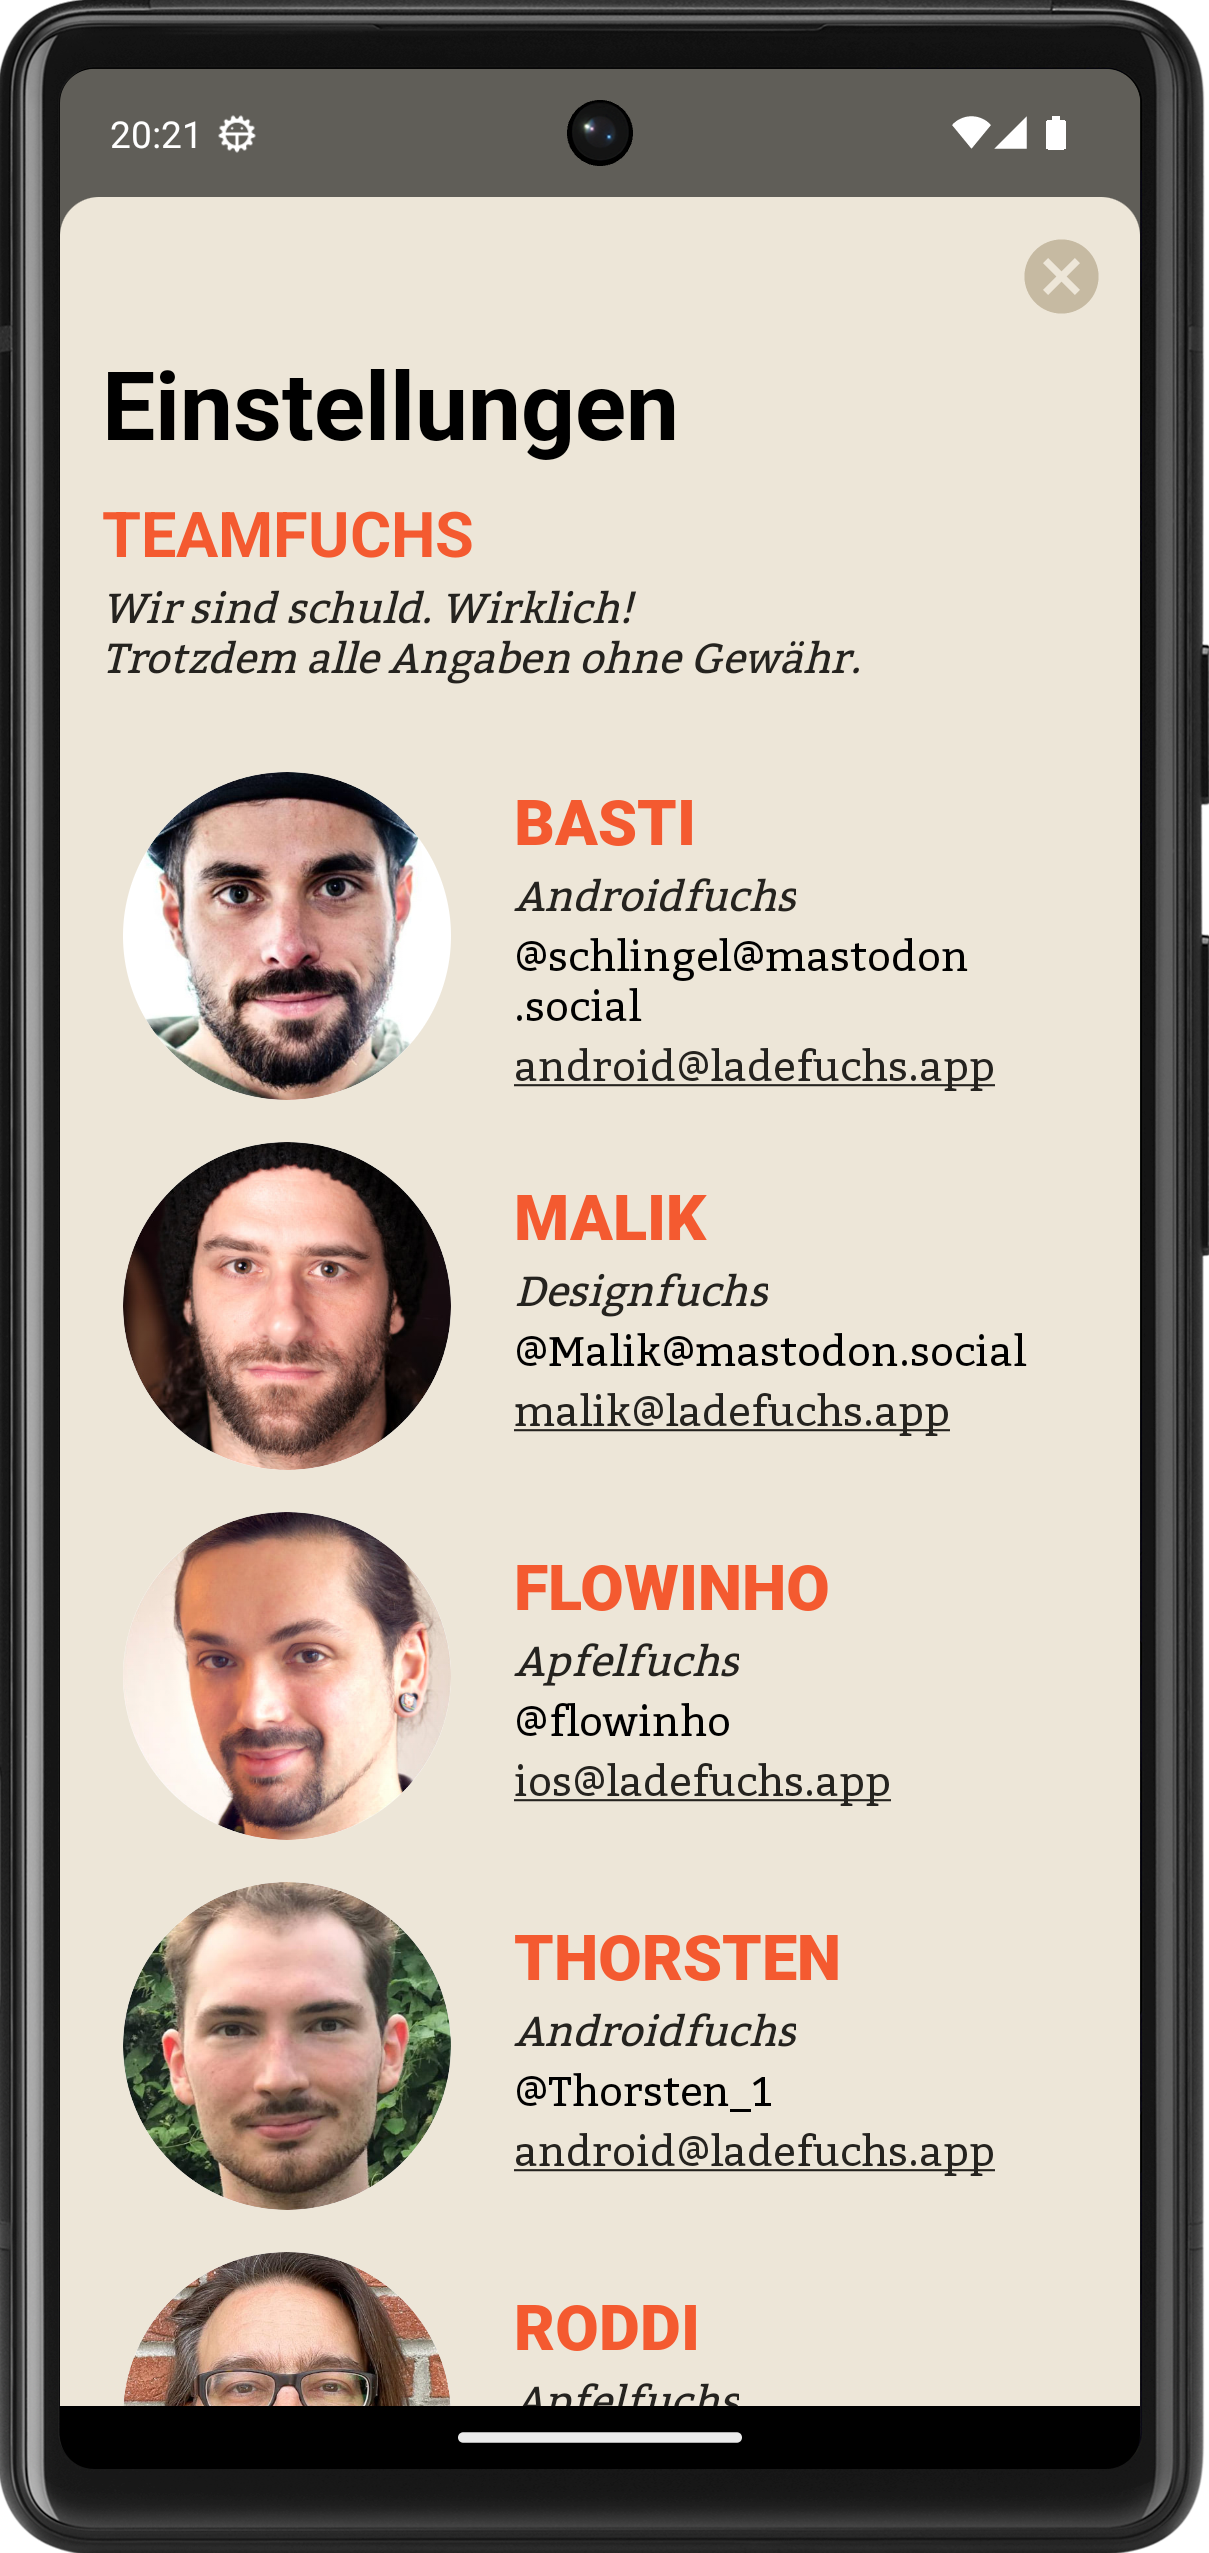 20:21
Einstellungen
TEAMFUCHS
Wir sind schuld. Wirklich!
Trotzdem alle Angaben ohne Gewähr.
BASTI
Androidfuchs
@schlingel@mastodon
.social
android@ladefuchs.app
MALIK
Designfuchs
@Malik@mastodon.social
malik@ladefuchs.app
FLOWINHO
Apfelfuchs
@flowinho
ios@ladefuchs.app
THORSTEN
Androidfuchs
@Thorsten_1
android@ladefuchs.app
RODDI
Apfelfuchs